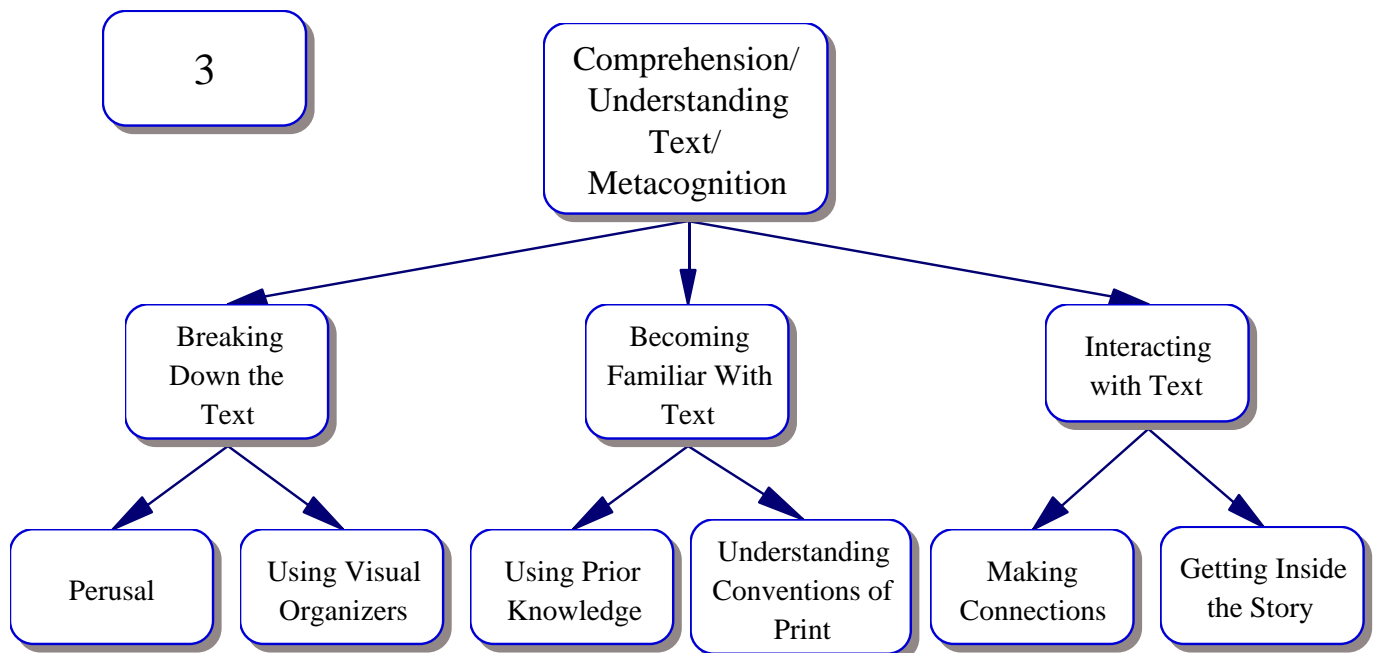 3
Comprehension/
Understanding
Text/
Metacognition
Breaking
Down the
Text
Becoming
Familiar With
Text
Interacting
with Text
Perusal
Using Visual
Organizers
Using Prior
Knowledge
Understanding
Conventions of
Print
Making
Connections
Getting Inside
the Story